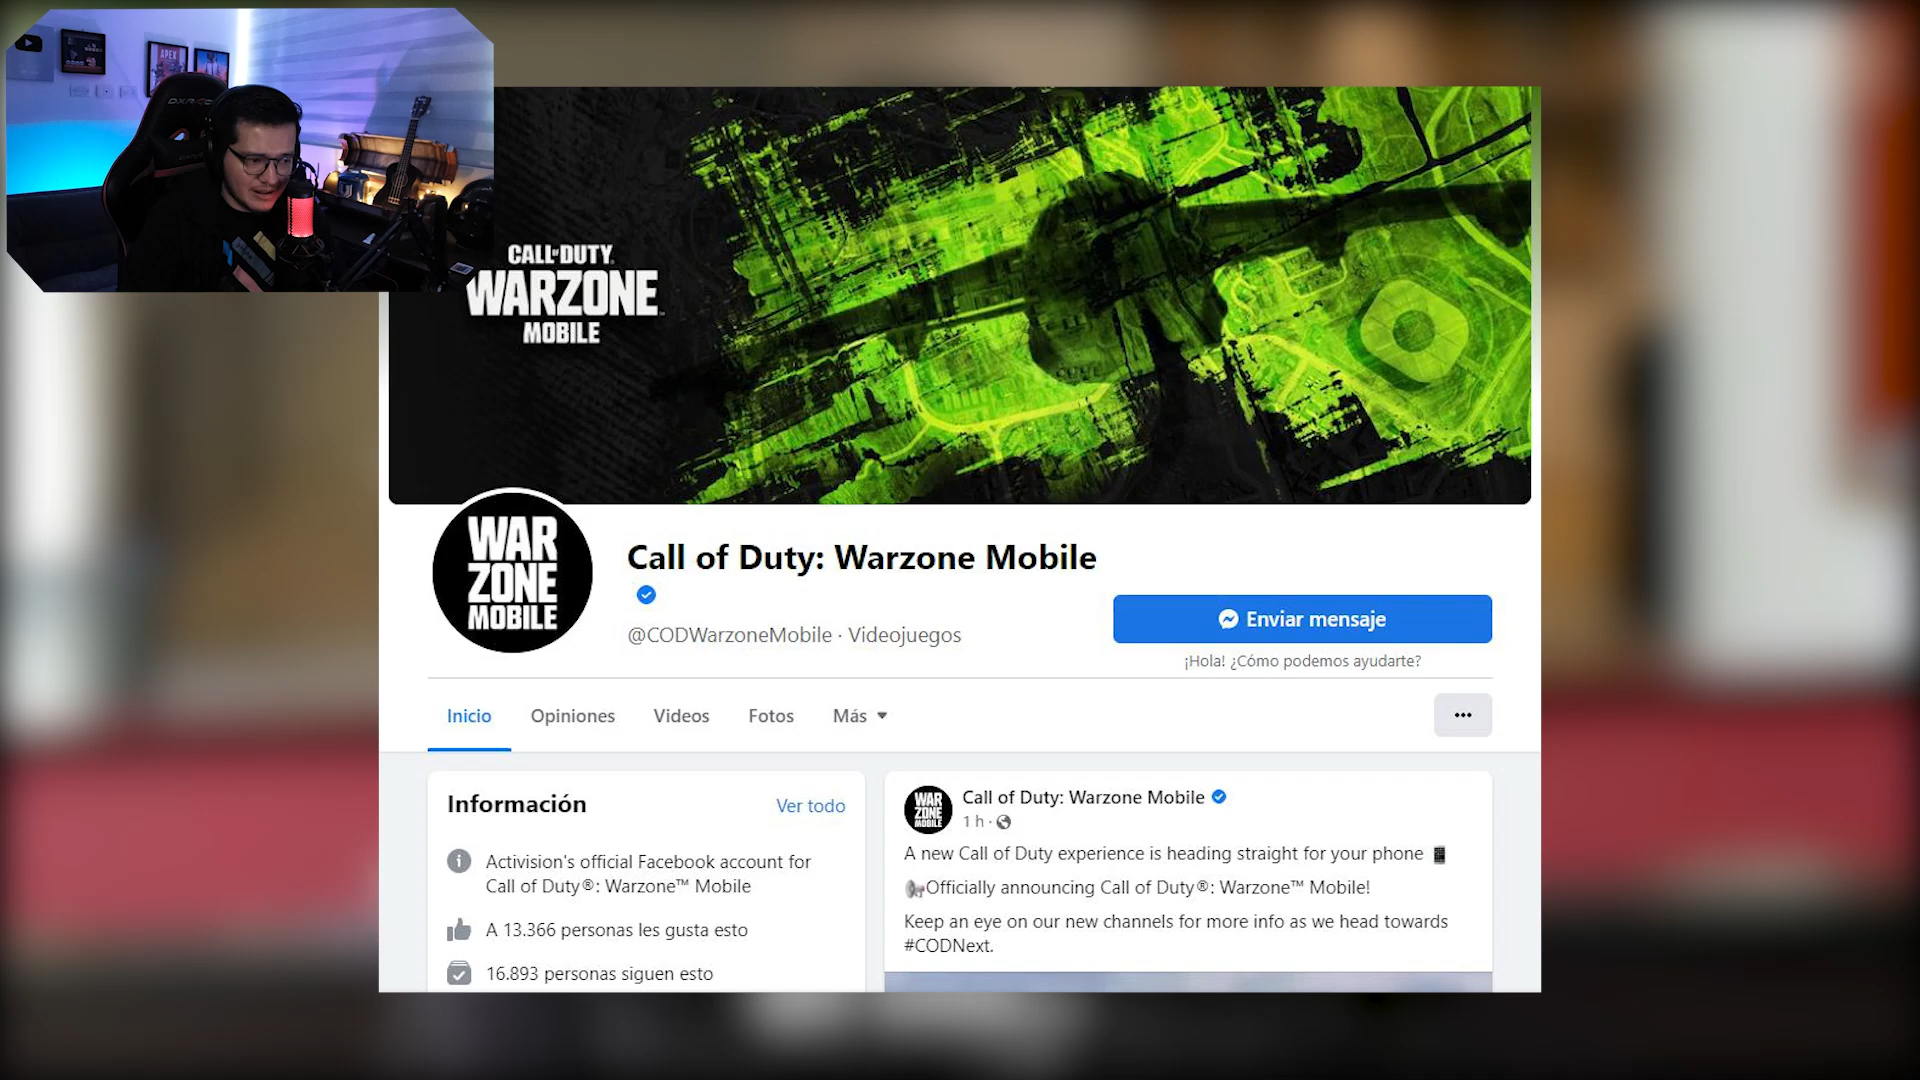 APEX
CALL OF DUTY
WARZONE
MOBILE
WAR
ZONE
MOBILE
Call of Duty: Warzone Mobile
@CODWarzoneMobile · Videojuegos
Enviar mensaje
¡Hola! ¿Cómo podemos ayudarte?
Inicio
Opiniones
Videos
Fotos
Más
Información
Ver todo
Activision's official Facebook account for
Call of Duty®: Warzone™ Mobile
A 13.366 personas les gusta esto
16.893 personas siguen esto
WAR
ZONE
MOBILE
Call of Duty: Warzone Mobile
1 h ·
A new Call of Duty experience is heading straight for your phone
Officially announcing Call of Duty®: Warzone™ Mobile!
Keep an eye on our new channels for more info as we head towards
#CODNext.